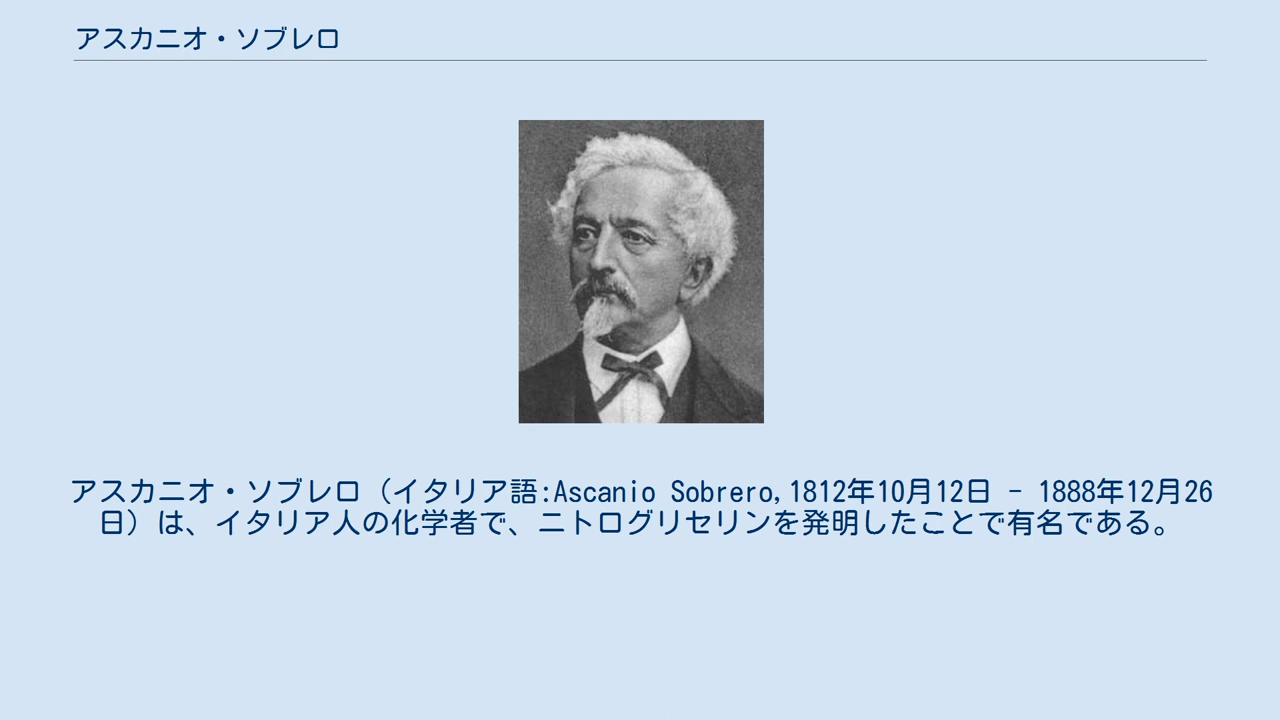 アスカニオ・ソブレロ
アスカニオ・ソブレロ（イタリア語:Ascanio Sobrero,1812年10月12日 - 1888年12月26
日）は、イタリア人の化学者で、ニトログリセリンを発明したことで有名である。